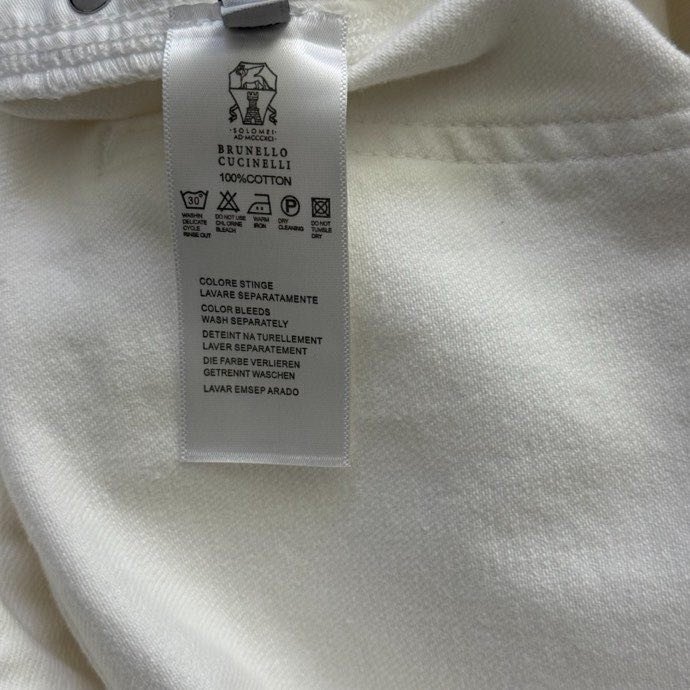 ·SOLOMEI·
AD·MCCCXCI·
BRUNELLO
CUCINELLI
100%COTTON
30°
P
WASHIN
DELICATE
CYCLE
RINSE OUT
DO NOT USE
CHLORINE
BLEACH
WARM
IRON
DRY
CLEANING
DO NOT
TUMBLE
DRY
COLORE STINGE
LAVARE SEPARATAMENTE
COLOR BLEEDS
WASH SEPARATELY
DETEINT NA TURELLEMENT
LAVER SEPARATEMENT
DIE FARBE VERLIEREN
GETRENNT WASCHEN
LAVAR EMSEP ARADO